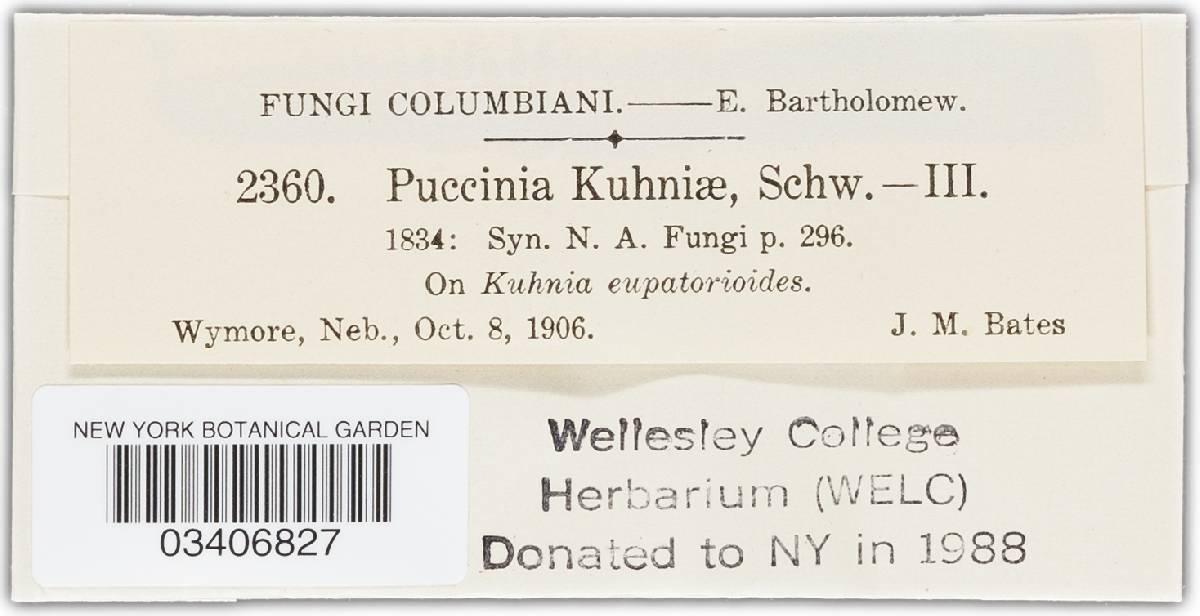 FUNGI COLUMBIANI.——E. Bartholomew.
2360. Puccinia Kuhniæ, Schw.—III.
1834: Syn. N. A. Fungi p. 296.
On Kuhnia eupatorioides.
Wymore, Neb., Oct. 8, 1906. J. M. Bates
NEW YORK BOTANICAL GARDEN
03406827
Wellesley College
Herbarium (WELC)
Donated to NY in 1988